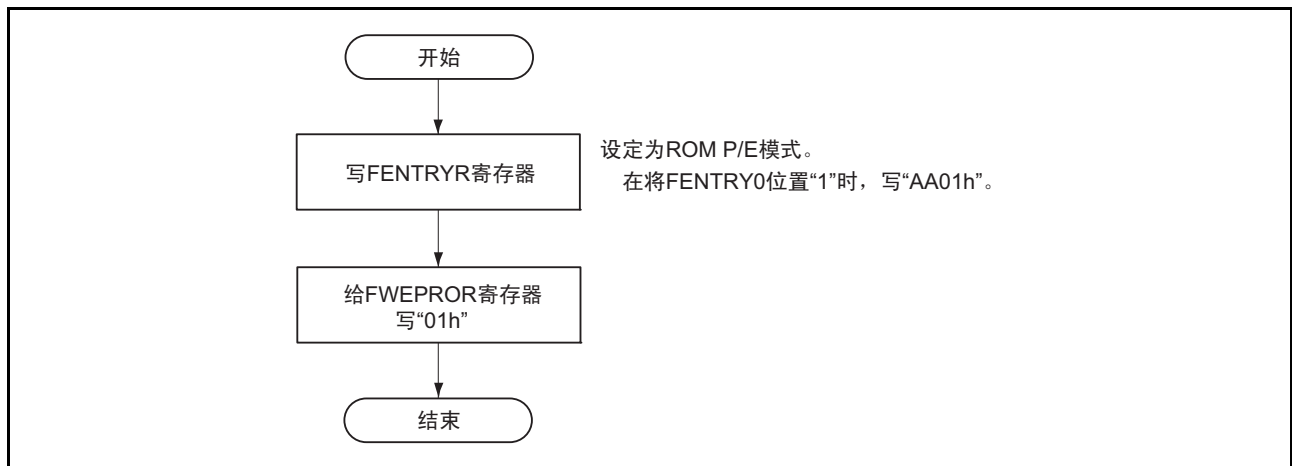 开始
写FENTRYR寄存器
设定为ROM P/E模式。
在将FENTRY0位置“1”时，写“AA01h”。
给FWEPROR寄存器
写“01h”
结束